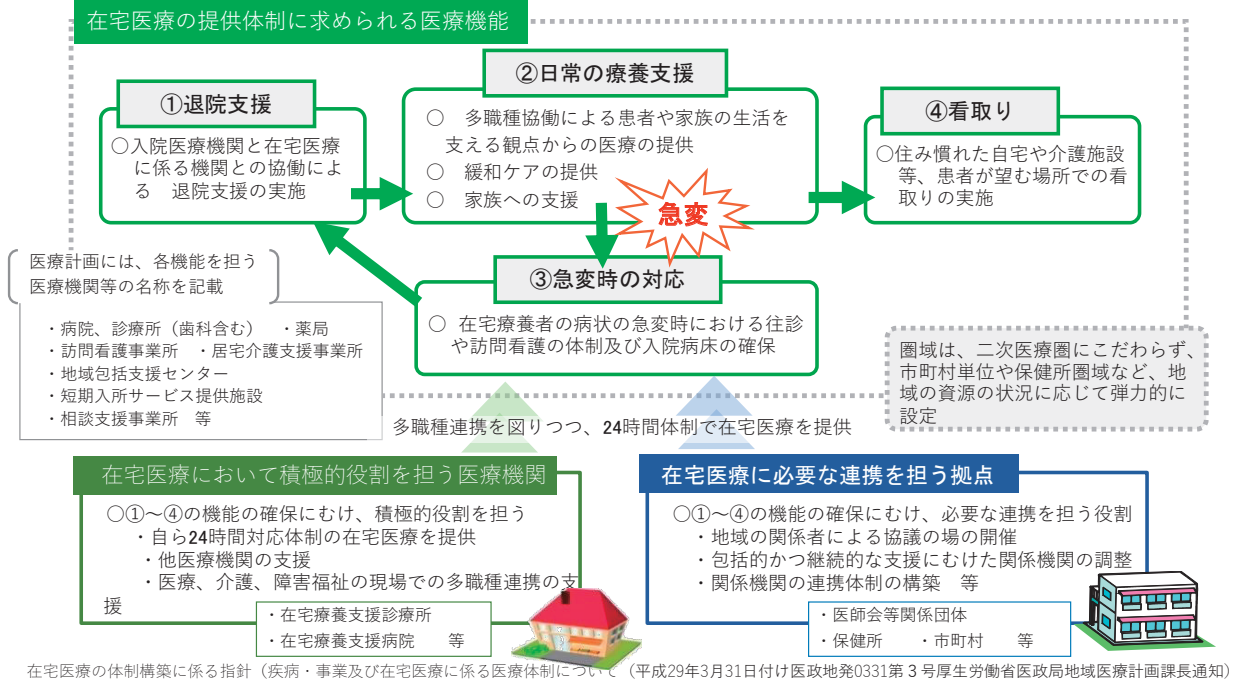 在宅医療の提供体制に求められる医療機能
①退院支援
○入院医療機関と在宅医療
に係る機関との協働によ
る　退院支援の実施
②日常の療養支援
○　多職種協働による患者や家族の生活を
支える観点からの医療の提供
○　緩和ケアの提供
○　家族への支援
急変
④看取り
○住み慣れた自宅や介護施設
等、患者が望む場所での看
取りの実施
③急変時の対応
○ 在宅療養者の病状の急変時における往診
や訪問看護の体制及び入院病床の確保
医療計画には、各機能を担う
医療機関等の名称を記載
・病院、診療所（歯科含む）　・薬局
・訪問看護事業所　・居宅介護支援事業所
・地域包括支援センター
・短期入所サービス提供施設
・相談支援事業所　等
圏域は、二次医療圏にこだわらず、
市町村単位や保健所圏域など、地
域の資源の状況に応じて弾力的に
設定
多職種連携を図りつつ、24時間体制で在宅医療を提供
在宅医療において積極的役割を担う医療機関
○①～④の機能の確保にむけ、積極的役割を担う
・自ら24時間対応体制の在宅医療を提供
・他医療機関の支援
・医療、介護、障害福祉の現場での多職種連携の支
援
・在宅療養支援診療所
・在宅療養支援病院　　等
在宅医療に必要な連携を担う拠点
○①～④の機能の確保にむけ、必要な連携を担う役割
・地域の関係者による協議の場の開催
・包括的かつ継続的な支援にむけた関係機関の調整
・関係機関の連携体制の構築　等
・医師会等関係団体
・保健所　　・市町村　　等
在宅医療の体制構築に係る指針（疾病・事業及び在宅医療に係る医療体制について（平成29年3月31日付け医政地発0331第３号厚生労働省医政局地域医療計画課長通知）